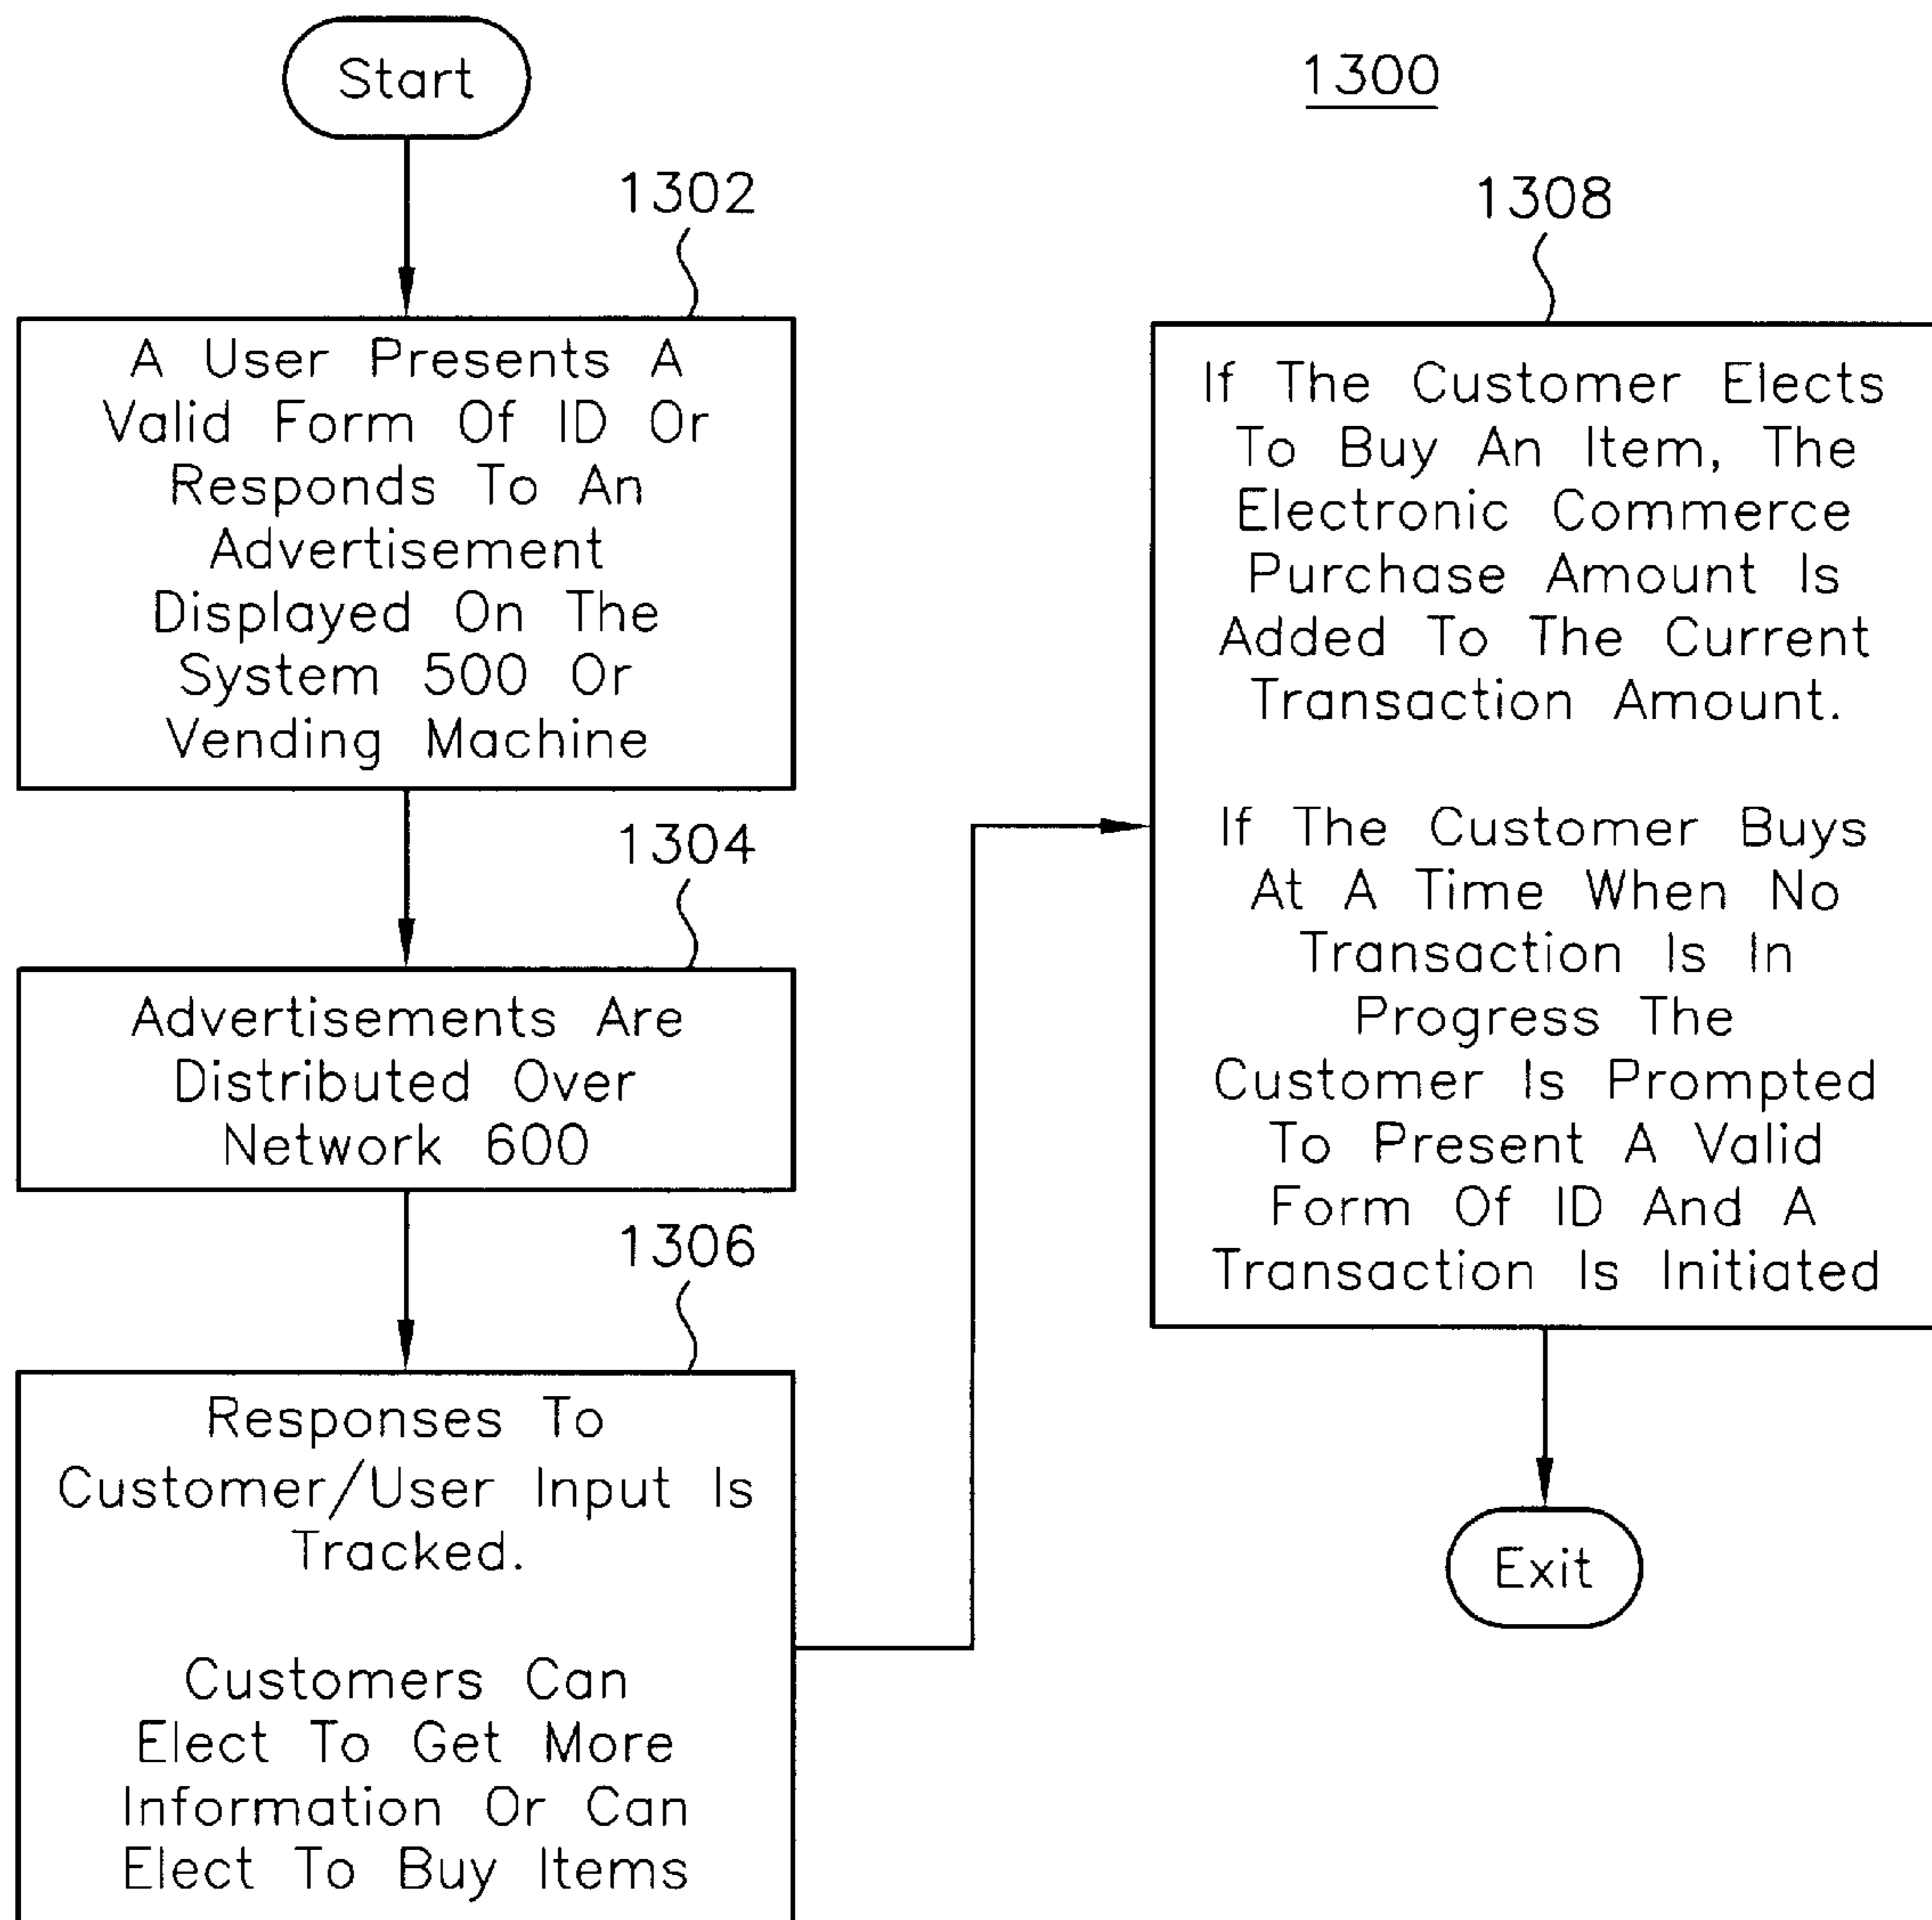 Start
1300
1302
A User Presents A
Valid Form Of ID Or
Responds To An
Advertisement
Displayed On The
System 500 Or
Vending Machine
1304
Advertisements Are
Distributed Over
Network 600
1306
Responses To
Customer/User Input Is
Tracked.
Customers Can
Elect To Get More
Information Or Can
Elect To Buy Items
1308
If The Customer Elects
To Buy An Item, The
Electronic Commerce
Purchase Amount Is
Added To The Current
Transaction Amount.
If The Customer Buys
At A Time When No
Transaction Is In
Progress The
Customer Is Prompted
To Present A Valid
Form Of ID And A
Transaction Is Initiated
Exit